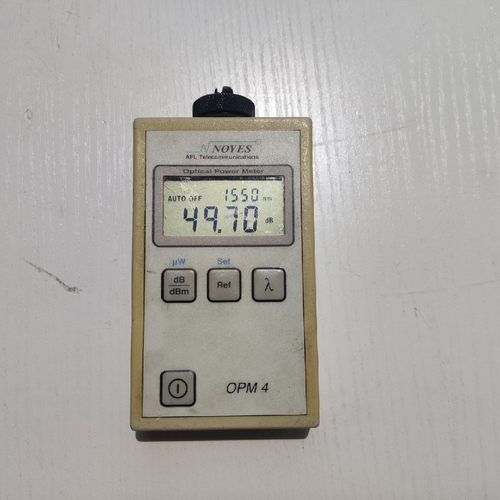 N NOYES
AFL Telecommunications
Optical Power Meter
AUTO OFF 1550 nm
49.70 dB
µW Set
dB
dBm Ref λ
OPM 4